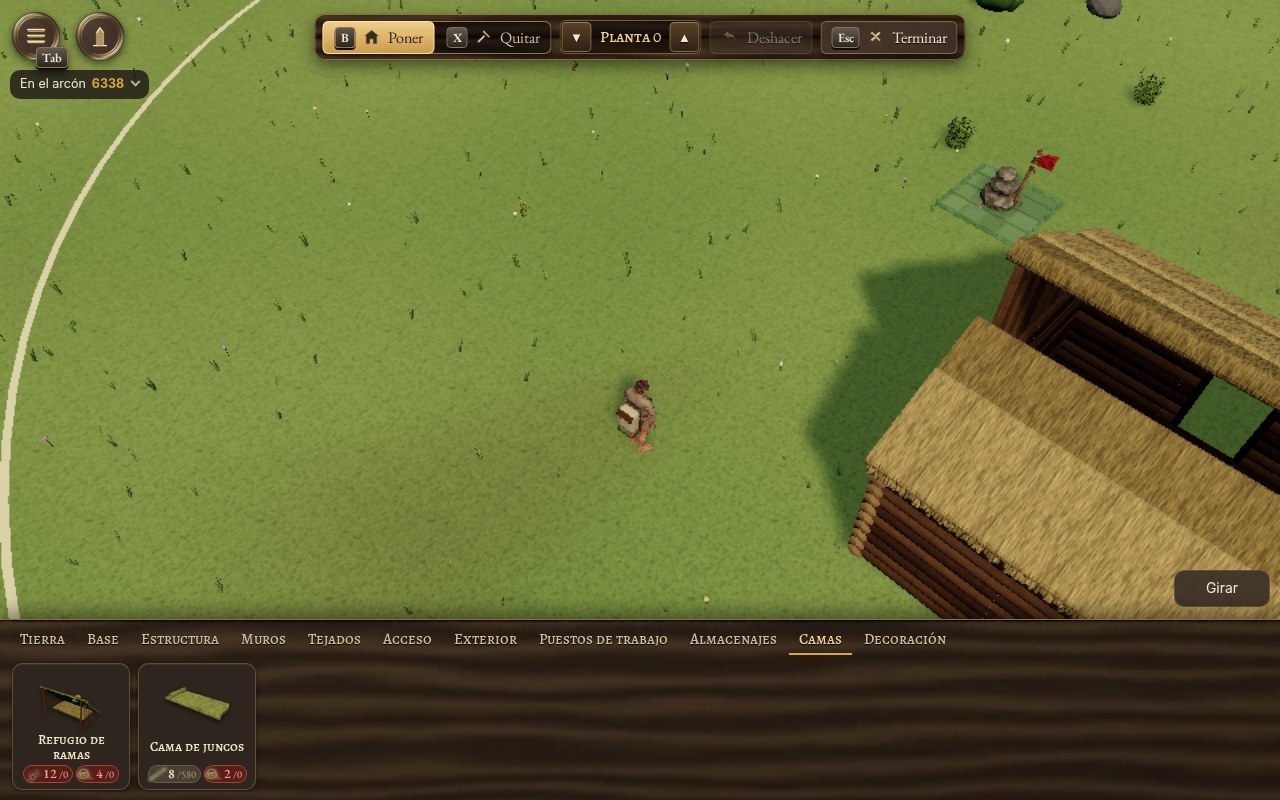 B Poner X Quitar ▼ Planta 0 ▲ Deshacer Esc ✕ Terminar
Tab
En el arcón 6338
Girar
Tierra Base Estructura Muros Tejados Acceso Exterior Puestos de trabajo Almacenajes Camas Decoración
Refugio de
ramas
12/0 4/0
Cama de juncos
8/580 2/0